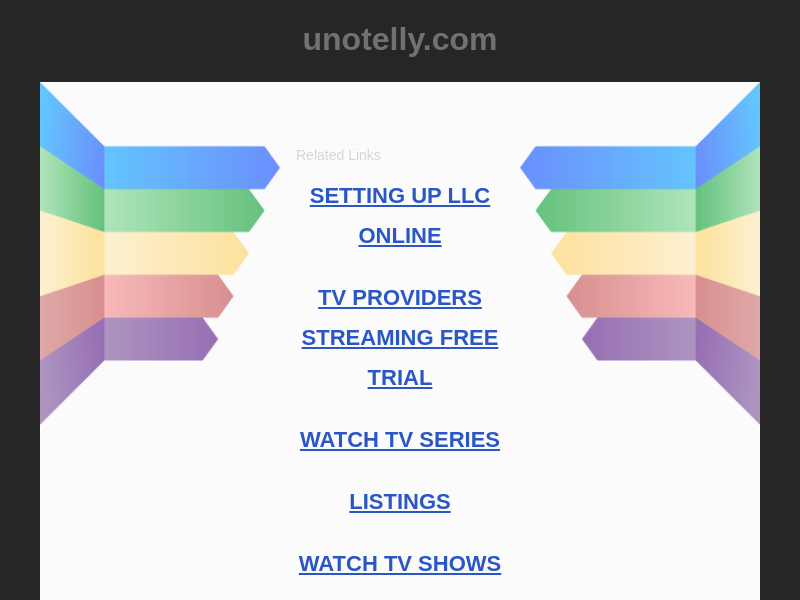 unotelly.com
Related Links
SETTING UP LLC
ONLINE
TV PROVIDERS
STREAMING FREE
TRIAL
WATCH TV SERIES
LISTINGS
WATCH TV SHOWS